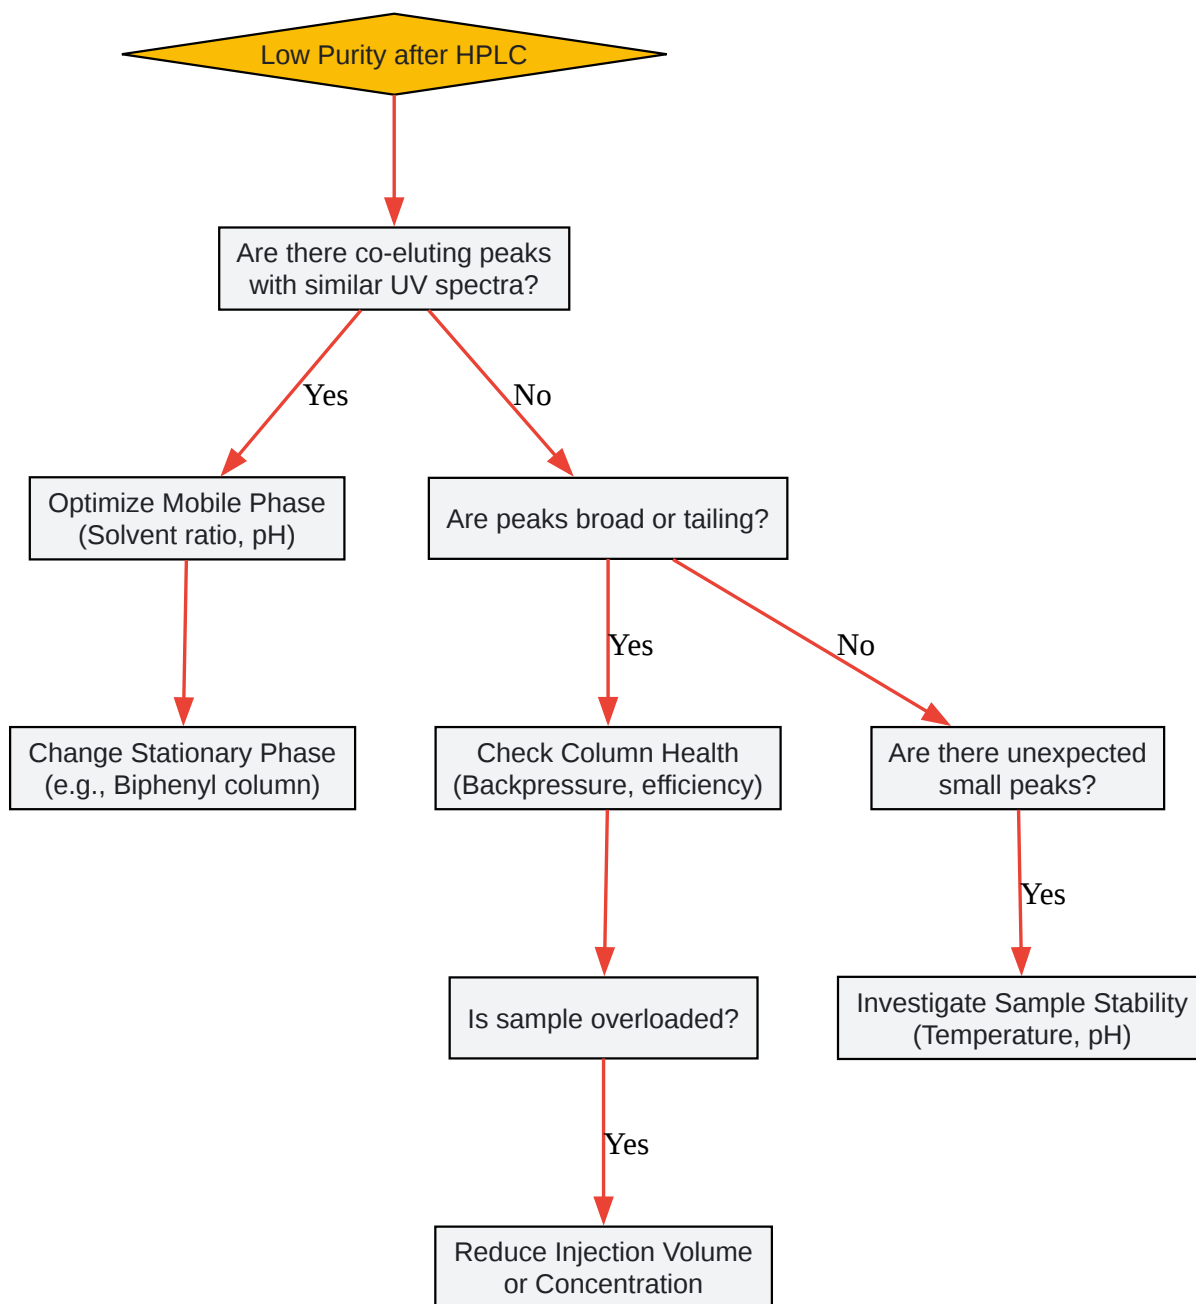 Low Purity after HPLC
Are there co-eluting peaks
with similar UV spectra?
Yes
No
Optimize Mobile Phase
(Solvent ratio, pH)
Are peaks broad or tailing?
Yes
No
Change Stationary Phase
(e.g., Biphenyl column)
Check Column Health
(Backpressure, efficiency)
Are there unexpected
small peaks?
Yes
Is sample overloaded?
Investigate Sample Stability
(Temperature, pH)
Yes
Reduce Injection Volume
or Concentration